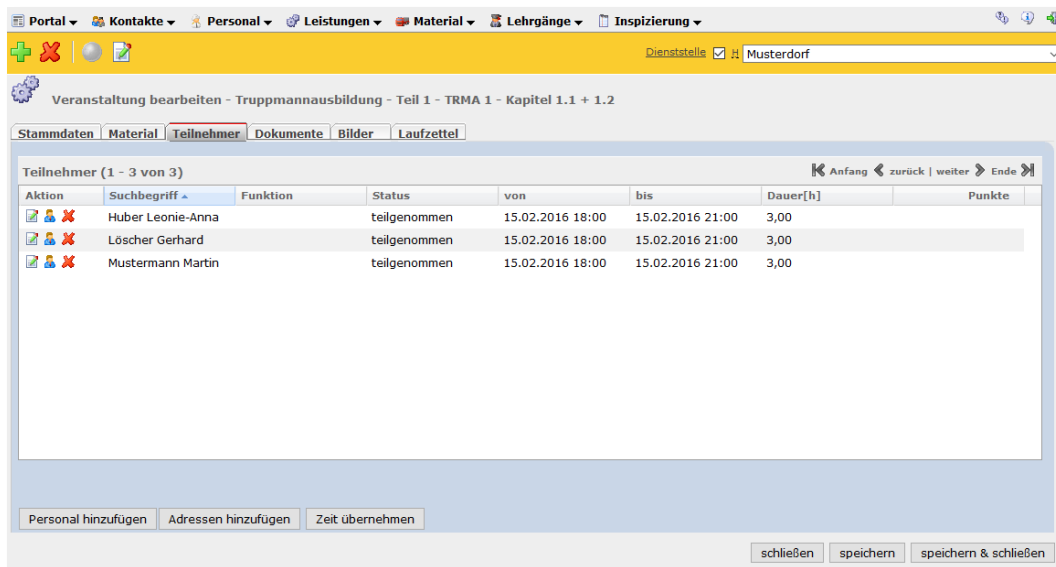 Portal Kontakte Personal Leistungen Material Lehrgänge Inspizierung
Dienststelle H Musterdorf
Veranstaltung bearbeiten - Truppmannausbildung - Teil 1 - TRMA 1 - Kapitel 1.1 + 1.2
Stammdaten Material Teilnehmer Dokumente Bilder Laufzettel
Teilnehmer (1 - 3 von 3) Anfang zurück | weiter Ende
Aktion Suchbegriff Funktion Status von bis Dauer[h] Punkte
Huber Leonie-Anna teilgenommen 15.02.2016 18:00 15.02.2016 21:00 3,00
Löscher Gerhard teilgenommen 15.02.2016 18:00 15.02.2016 21:00 3,00
Mustermann Martin teilgenommen 15.02.2016 18:00 15.02.2016 21:00 3,00
Personal hinzufügen Adressen hinzufügen Zeit übernehmen
schließen speichern speichern & schließen